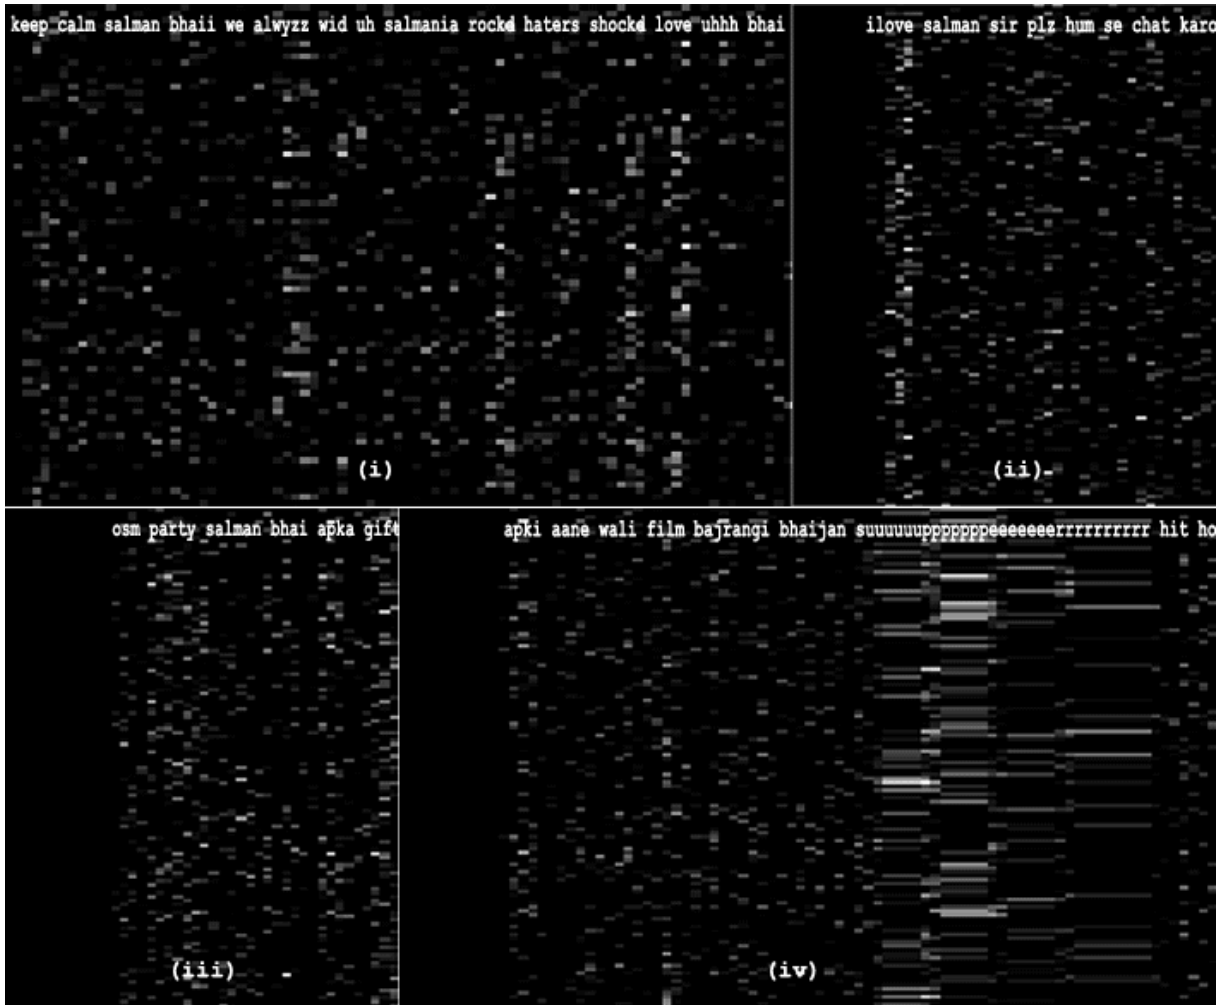 keep calm salman bhaii we alwyzz wid uh salmania rockd haters shockd love uhhh bhai
ilove salman sir plz hum se chat karo
(i)
(ii)
osm party salman bhai apka gift
apki aane wali film bajrangi bhaijan suuuuuupppppppeeeeeeerrrrrrrrrr hit ho
(iii)
(iv)